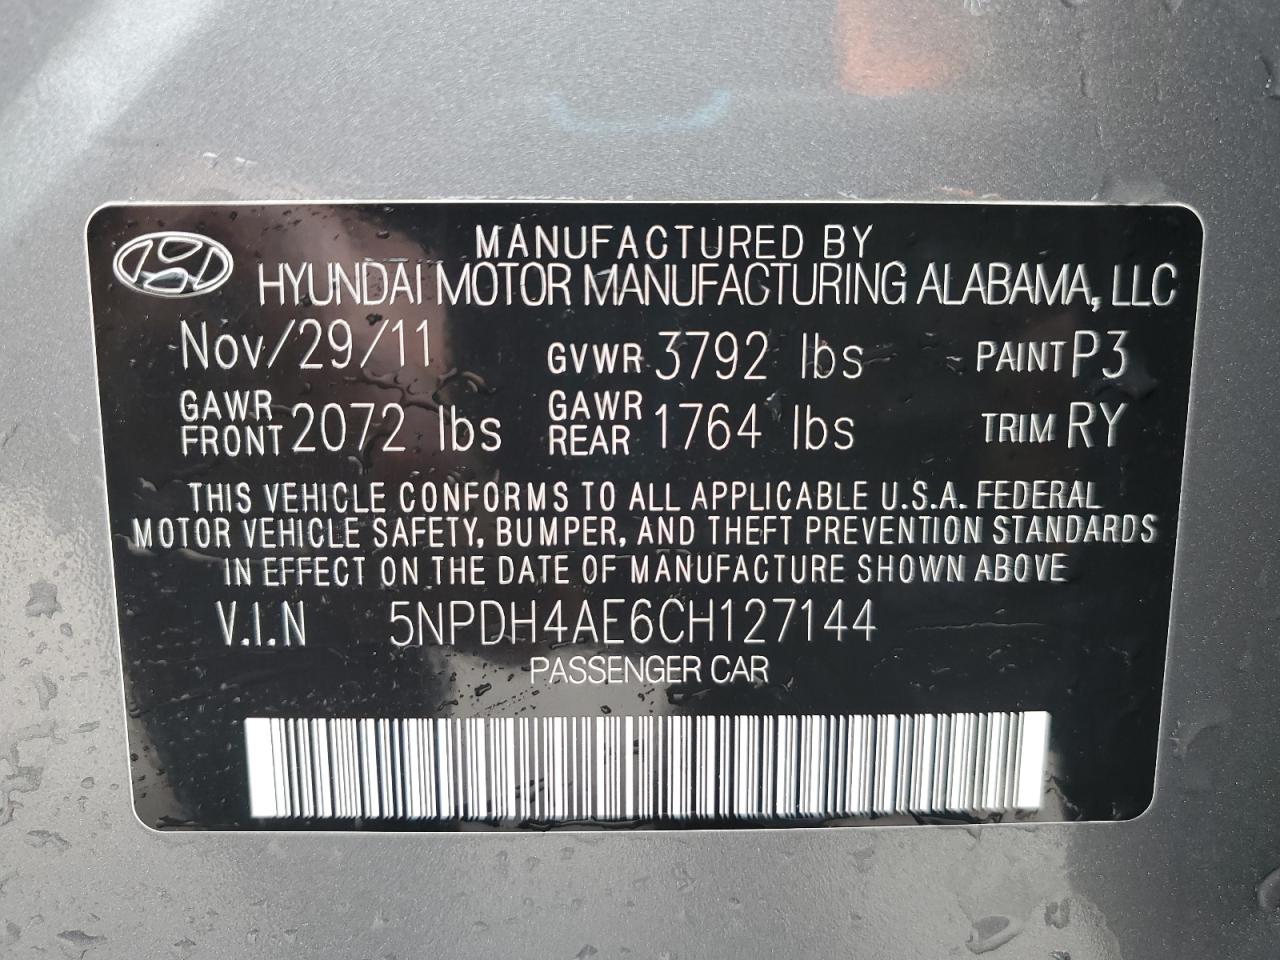 MANUFACTURED BY
HYUNDAI MOTOR MANUFACTURING ALABAMA, LLC
Nov/29/11 GVWR 3792 lbs PAINT P3
GAWR FRONT 2072 lbs GAWR REAR 1764 lbs TRIM RY
THIS VEHICLE CONFORMS TO ALL APPLICABLE U.S.A. FEDERAL
MOTOR VEHICLE SAFETY, BUMPER, AND THEFT PREVENTION STANDARDS
IN EFFECT ON THE DATE OF MANUFACTURE SHOWN ABOVE
V.I.N 5NPDH4AE6CH127144
PASSENGER CAR